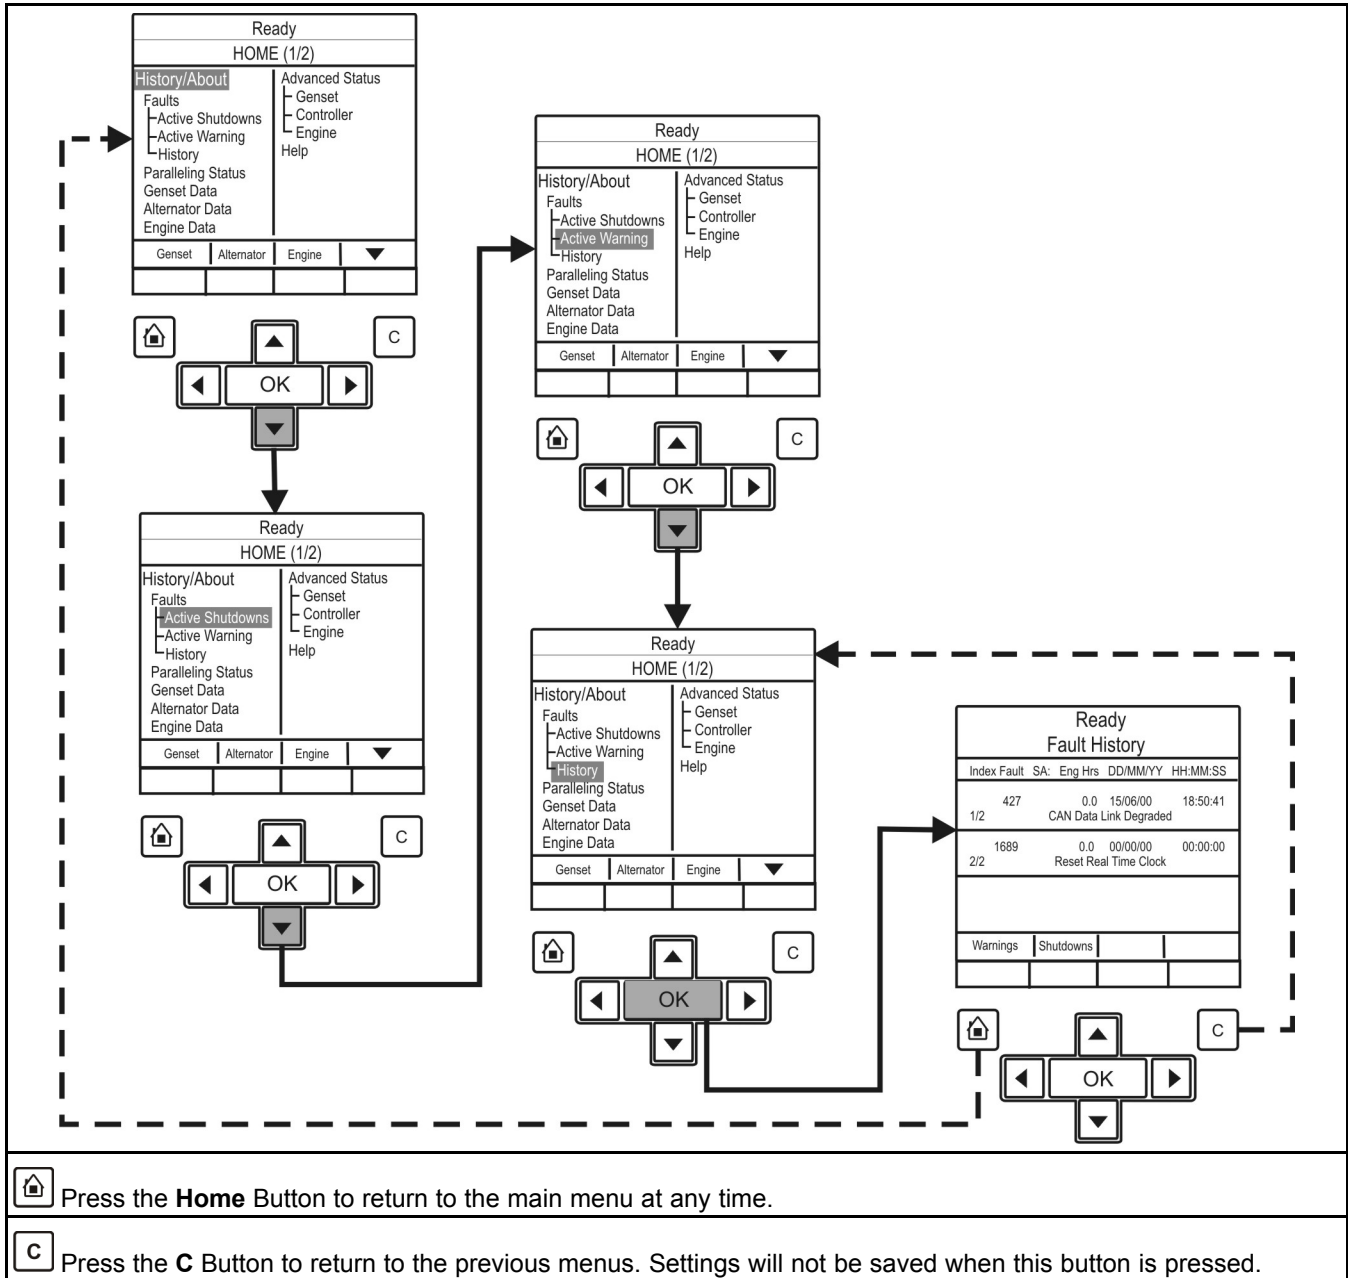 Ready
HOME (1/2)
History/About
Faults
Active Shutdowns
Active Warning
History
Paralleling Status
Genset Data
Alternator Data
Engine Data
Advanced Status
Genset
Controller
Engine
Help
Genset Alternator Engine
C
OK
Ready
HOME (1/2)
History/About
Faults
Active Shutdowns
Active Warning
History
Paralleling Status
Genset Data
Alternator Data
Engine Data
Advanced Status
Genset
Controller
Engine
Help
Genset Alternator Engine
C
OK
Ready
HOME (1/2)
History/About
Faults
Active Shutdowns
Active Warning
History
Paralleling Status
Genset Data
Alternator Data
Engine Data
Advanced Status
Genset
Controller
Engine
Help
Genset Alternator Engine
C
OK
Ready
HOME (1/2)
History/About
Faults
Active Shutdowns
Active Warning
History
Paralleling Status
Genset Data
Alternator Data
Engine Data
Advanced Status
Genset
Controller
Engine
Help
Genset Alternator Engine
C
OK
Ready
Fault History
Index Fault SA: Eng Hrs DD/MM/YY HH:MM:SS
427 0.0 15/06/00 18:50:41
1/2 CAN Data Link Degraded
1689 0.0 00/00/00 00:00:00
2/2 Reset Real Time Clock
Warnings Shutdowns
C
OK
Press the Home Button to return to the main menu at any time.
C Press the C Button to return to the previous menus. Settings will not be saved when this button is pressed.